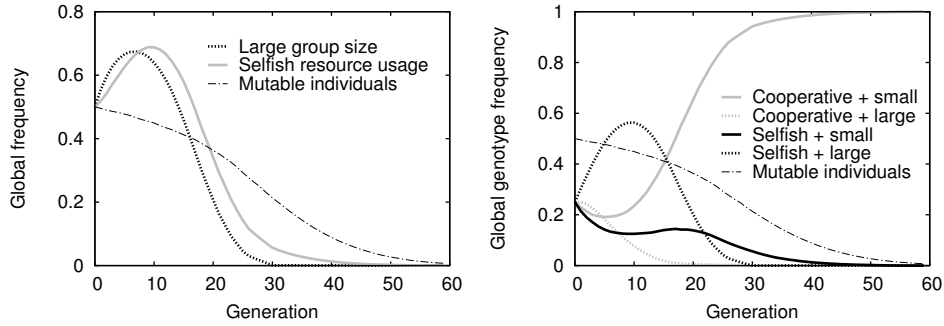 0.8
0.6
0.4
0.2
0
Global frequency
Large group size
Selfish resource usage
Mutable individuals
0 10 20 30 40 50 60
Generation
1
0.8
0.6
0.4
0.2
0
Global genotype frequency
Cooperative + small
Cooperative + large
Selfish + small
Selfish + large
Mutable individuals
0 10 20 30 40 50 60
Generation